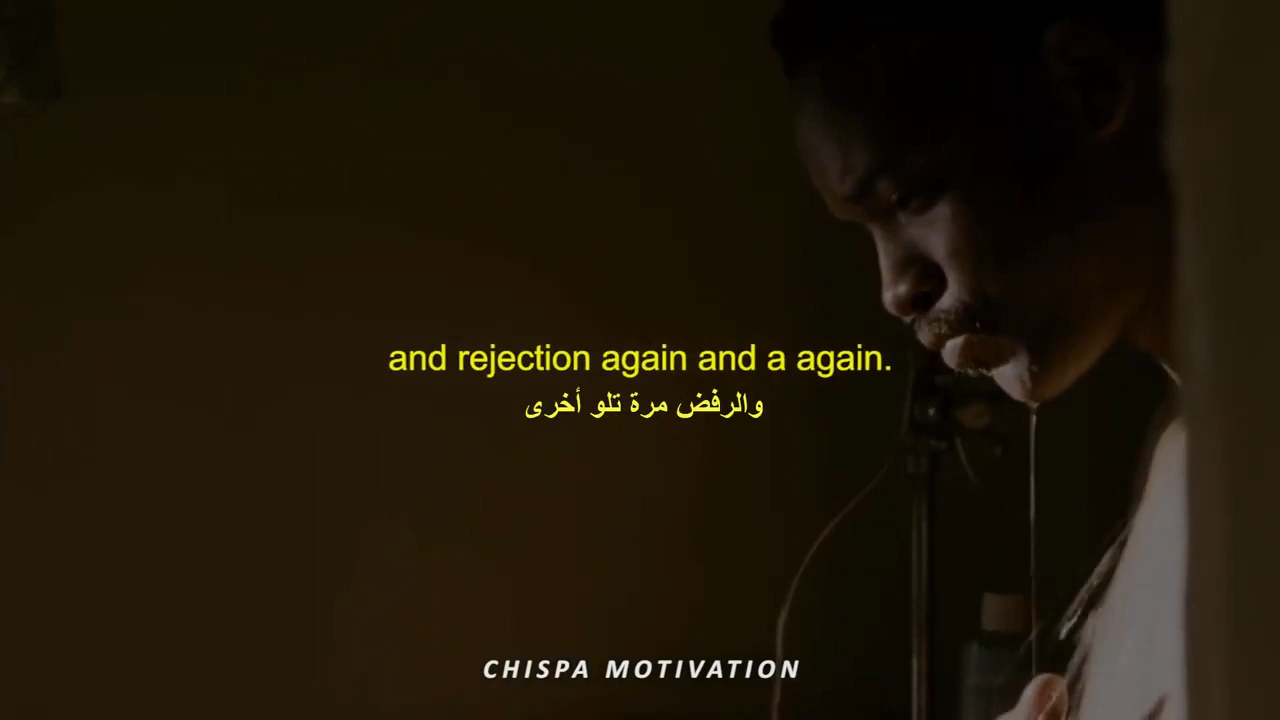 and rejection again and a again.
والرفض مرة تلو أخرى
CHISPA MOTIVATION